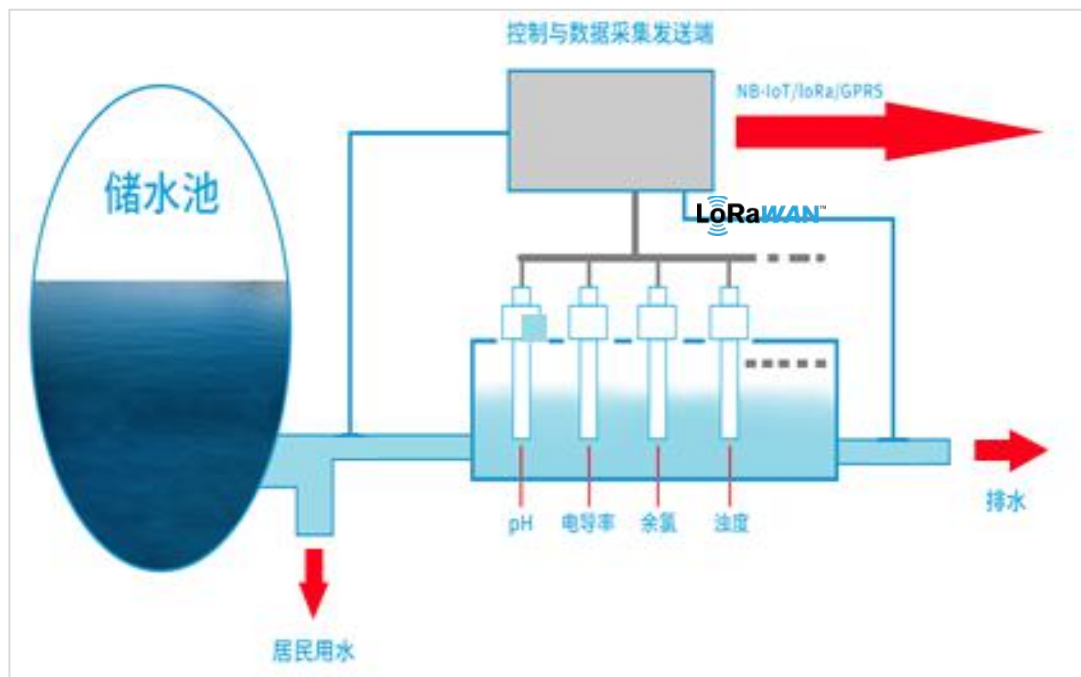 控制与数据采集发送端
NB-IoT/loRa/GPRS
储水池
LoRaWAN™
pH
电导率
余氯
浊度
排水
居民用水